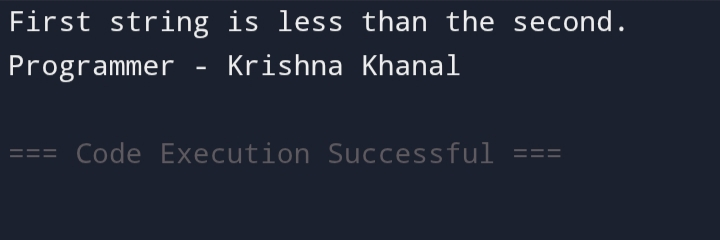 First string is less than the second.
Programmer - Krishna Khanal
=== Code Execution Successful ===